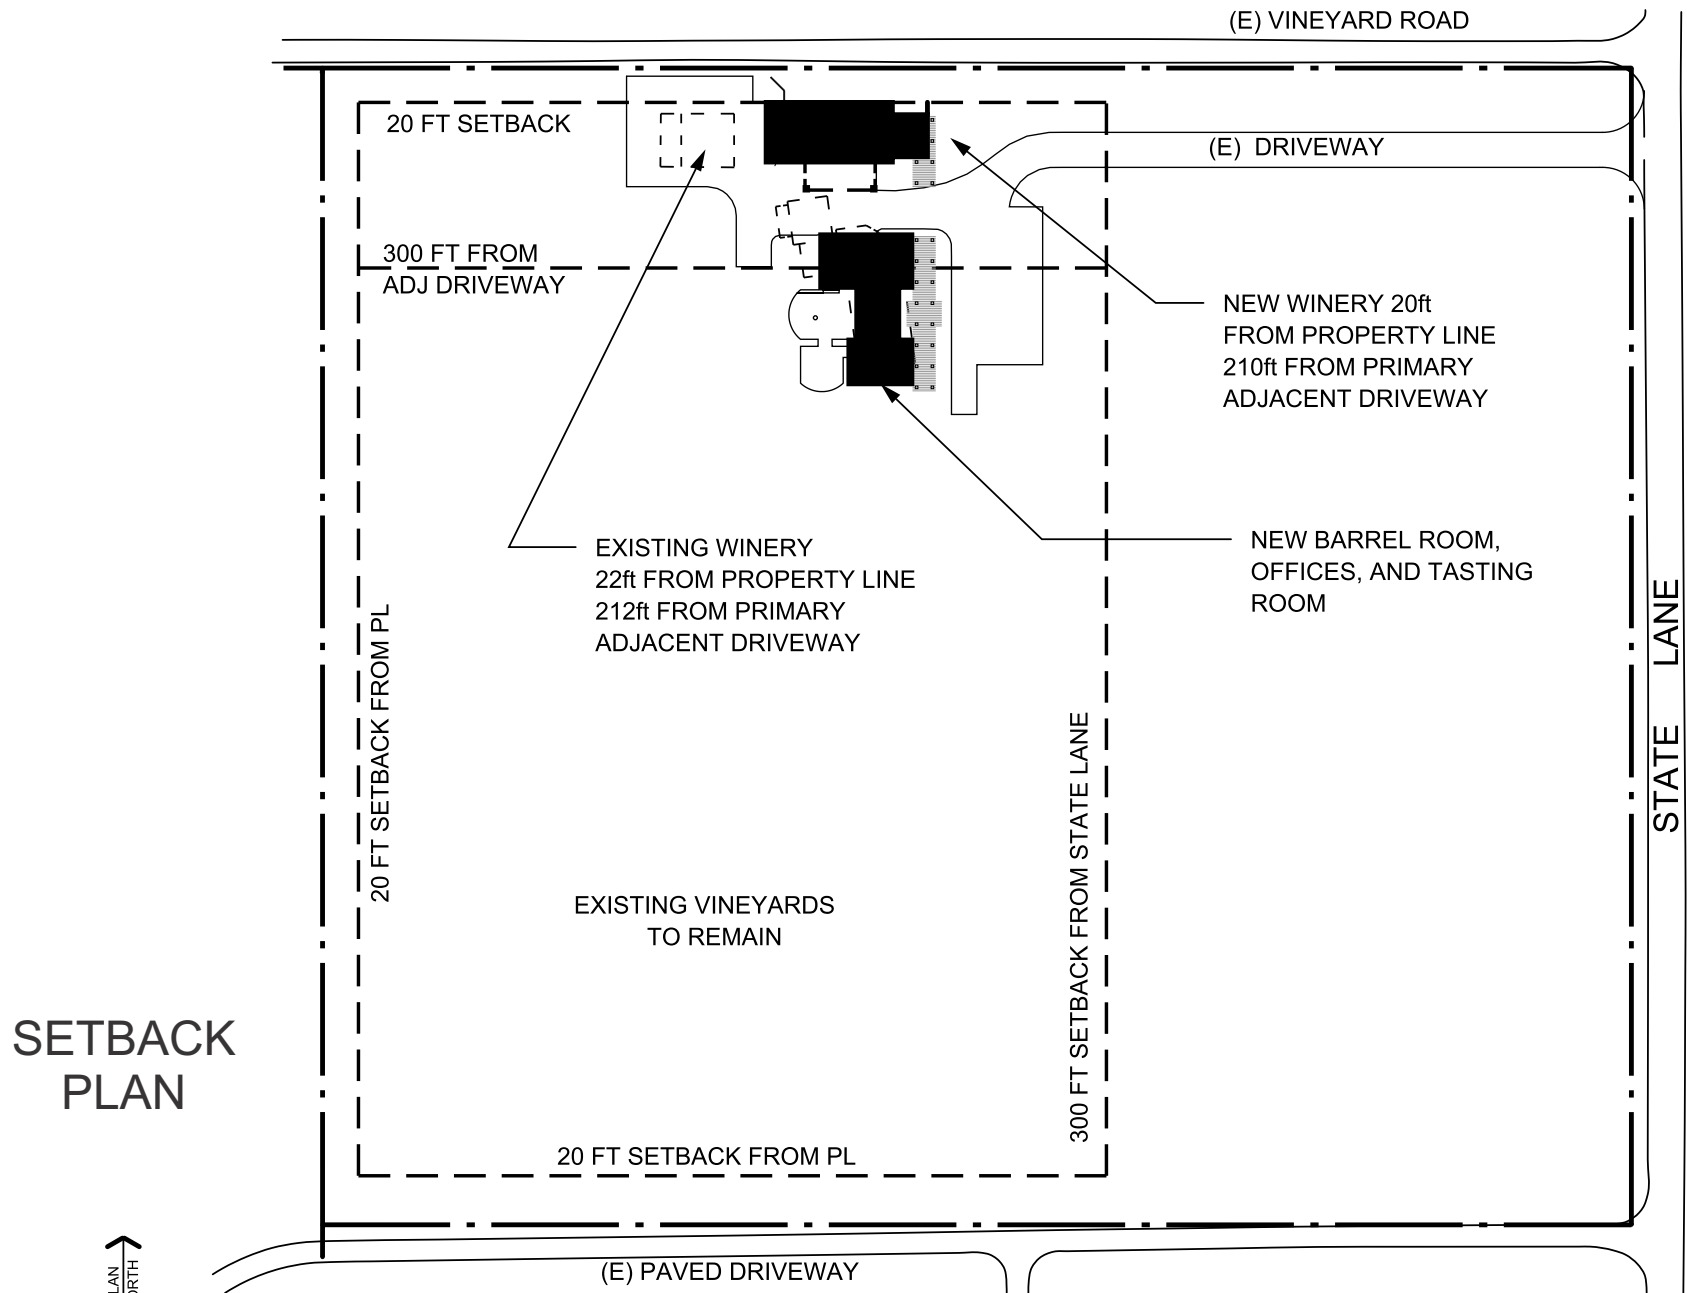 (E) VINEYARD ROAD
20 FT SETBACK
(E) DRIVEWAY
300 FT FROM
ADJ DRIVEWAY
NEW WINERY 20ft
FROM PROPERTY LINE
210ft FROM PRIMARY
ADJACENT DRIVEWAY
EXISTING WINERY
22ft FROM PROPERTY LINE
212ft FROM PRIMARY
ADJACENT DRIVEWAY
NEW BARREL ROOM,
OFFICES, AND TASTING
ROOM
STATE LANE
20 FT SETBACK FROM PL
300 FT SETBACK FROM STATE LANE
EXISTING VINEYARDS
TO REMAIN
SETBACK
PLAN
20 FT SETBACK FROM PL
(E) PAVED DRIVEWAY